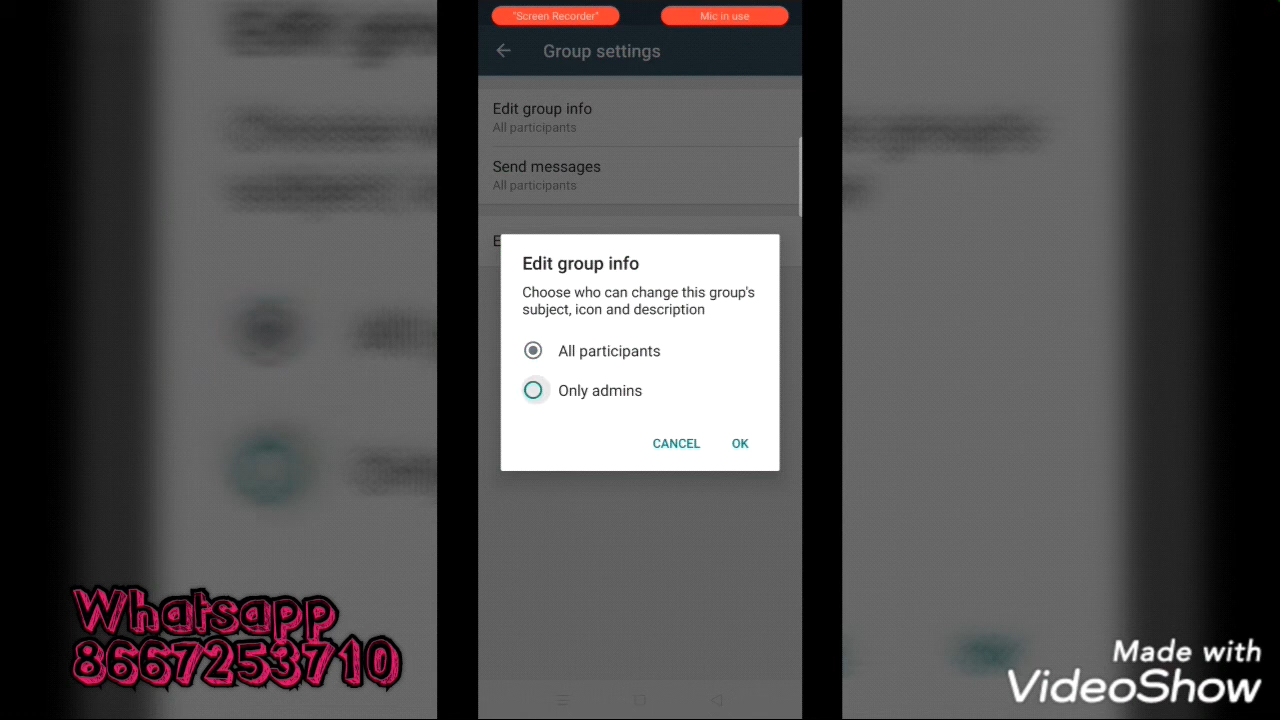 "Screen Recorder"
Mic in use
Group settings
Edit group info
All participants
Send messages
All participants
E
Edit group info
Choose who can change this group's
subject, icon and description
All participants
Only admins
CANCEL
OK
Whatsapp
8667253710
Made with
VideoShow